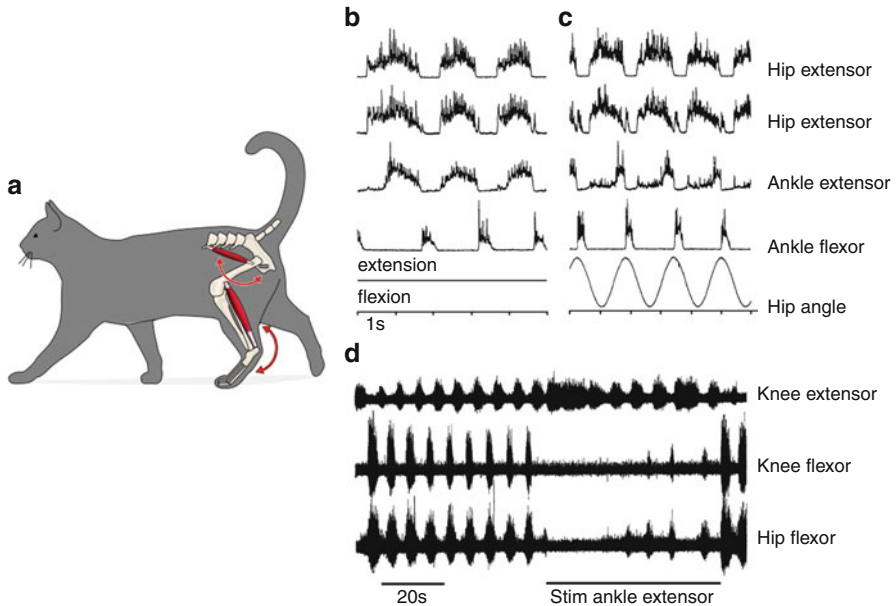 a
b
c
Hip extensor
Hip extensor
Ankle extensor
Ankle flexor
extension
flexion
1s
Hip angle
d
Knee extensor
Knee flexor
Hip flexor
20s
Stim ankle extensor